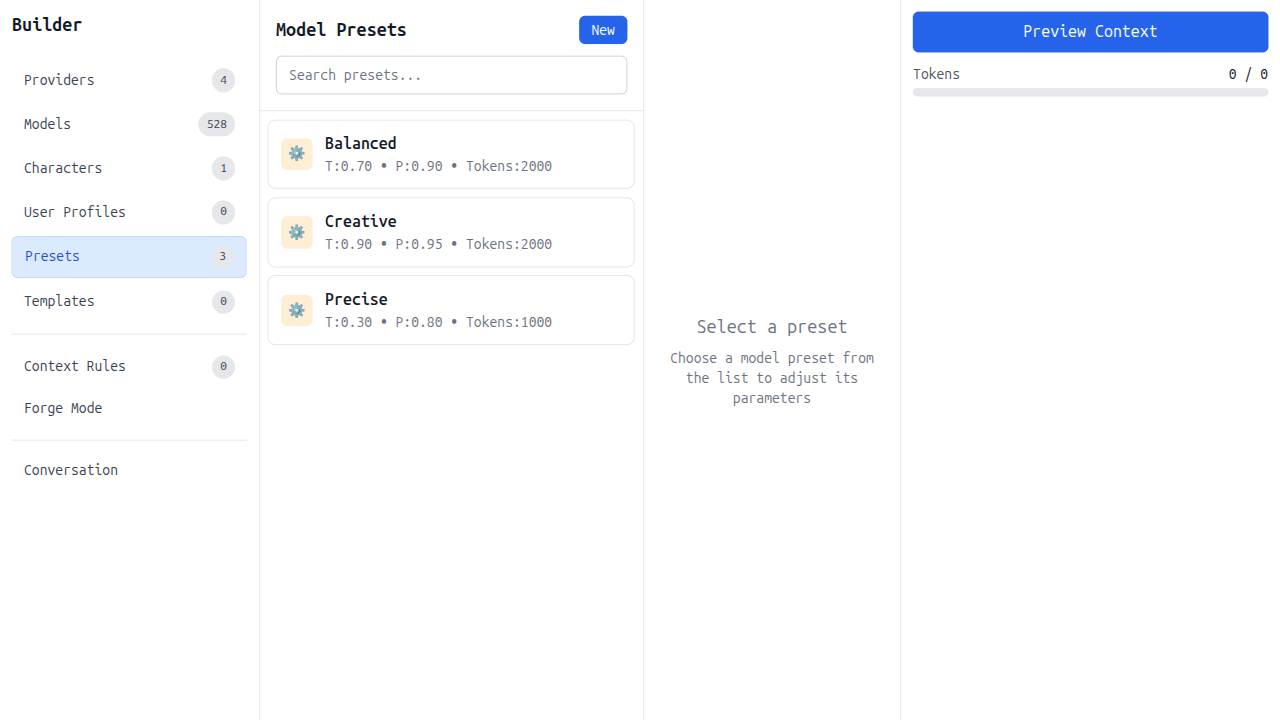 Builder
Providers 4
Models 528
Characters 1
User Profiles 0
Presets 3
Templates 0
Context Rules 0
Forge Mode
Conversation
Model Presets New
Search presets...
Balanced
T:0.70 • P:0.90 • Tokens:2000
Creative
T:0.90 • P:0.95 • Tokens:2000
Precise
T:0.30 • P:0.80 • Tokens:1000
Select a preset
Choose a model preset from
the list to adjust its
parameters
Preview Context
Tokens 0 / 0